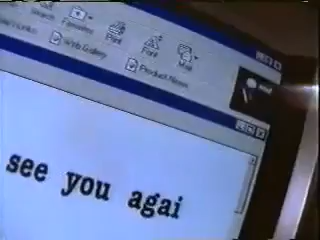 Search Favorites Print Font Mail
Web Gallery Product News
see you agai